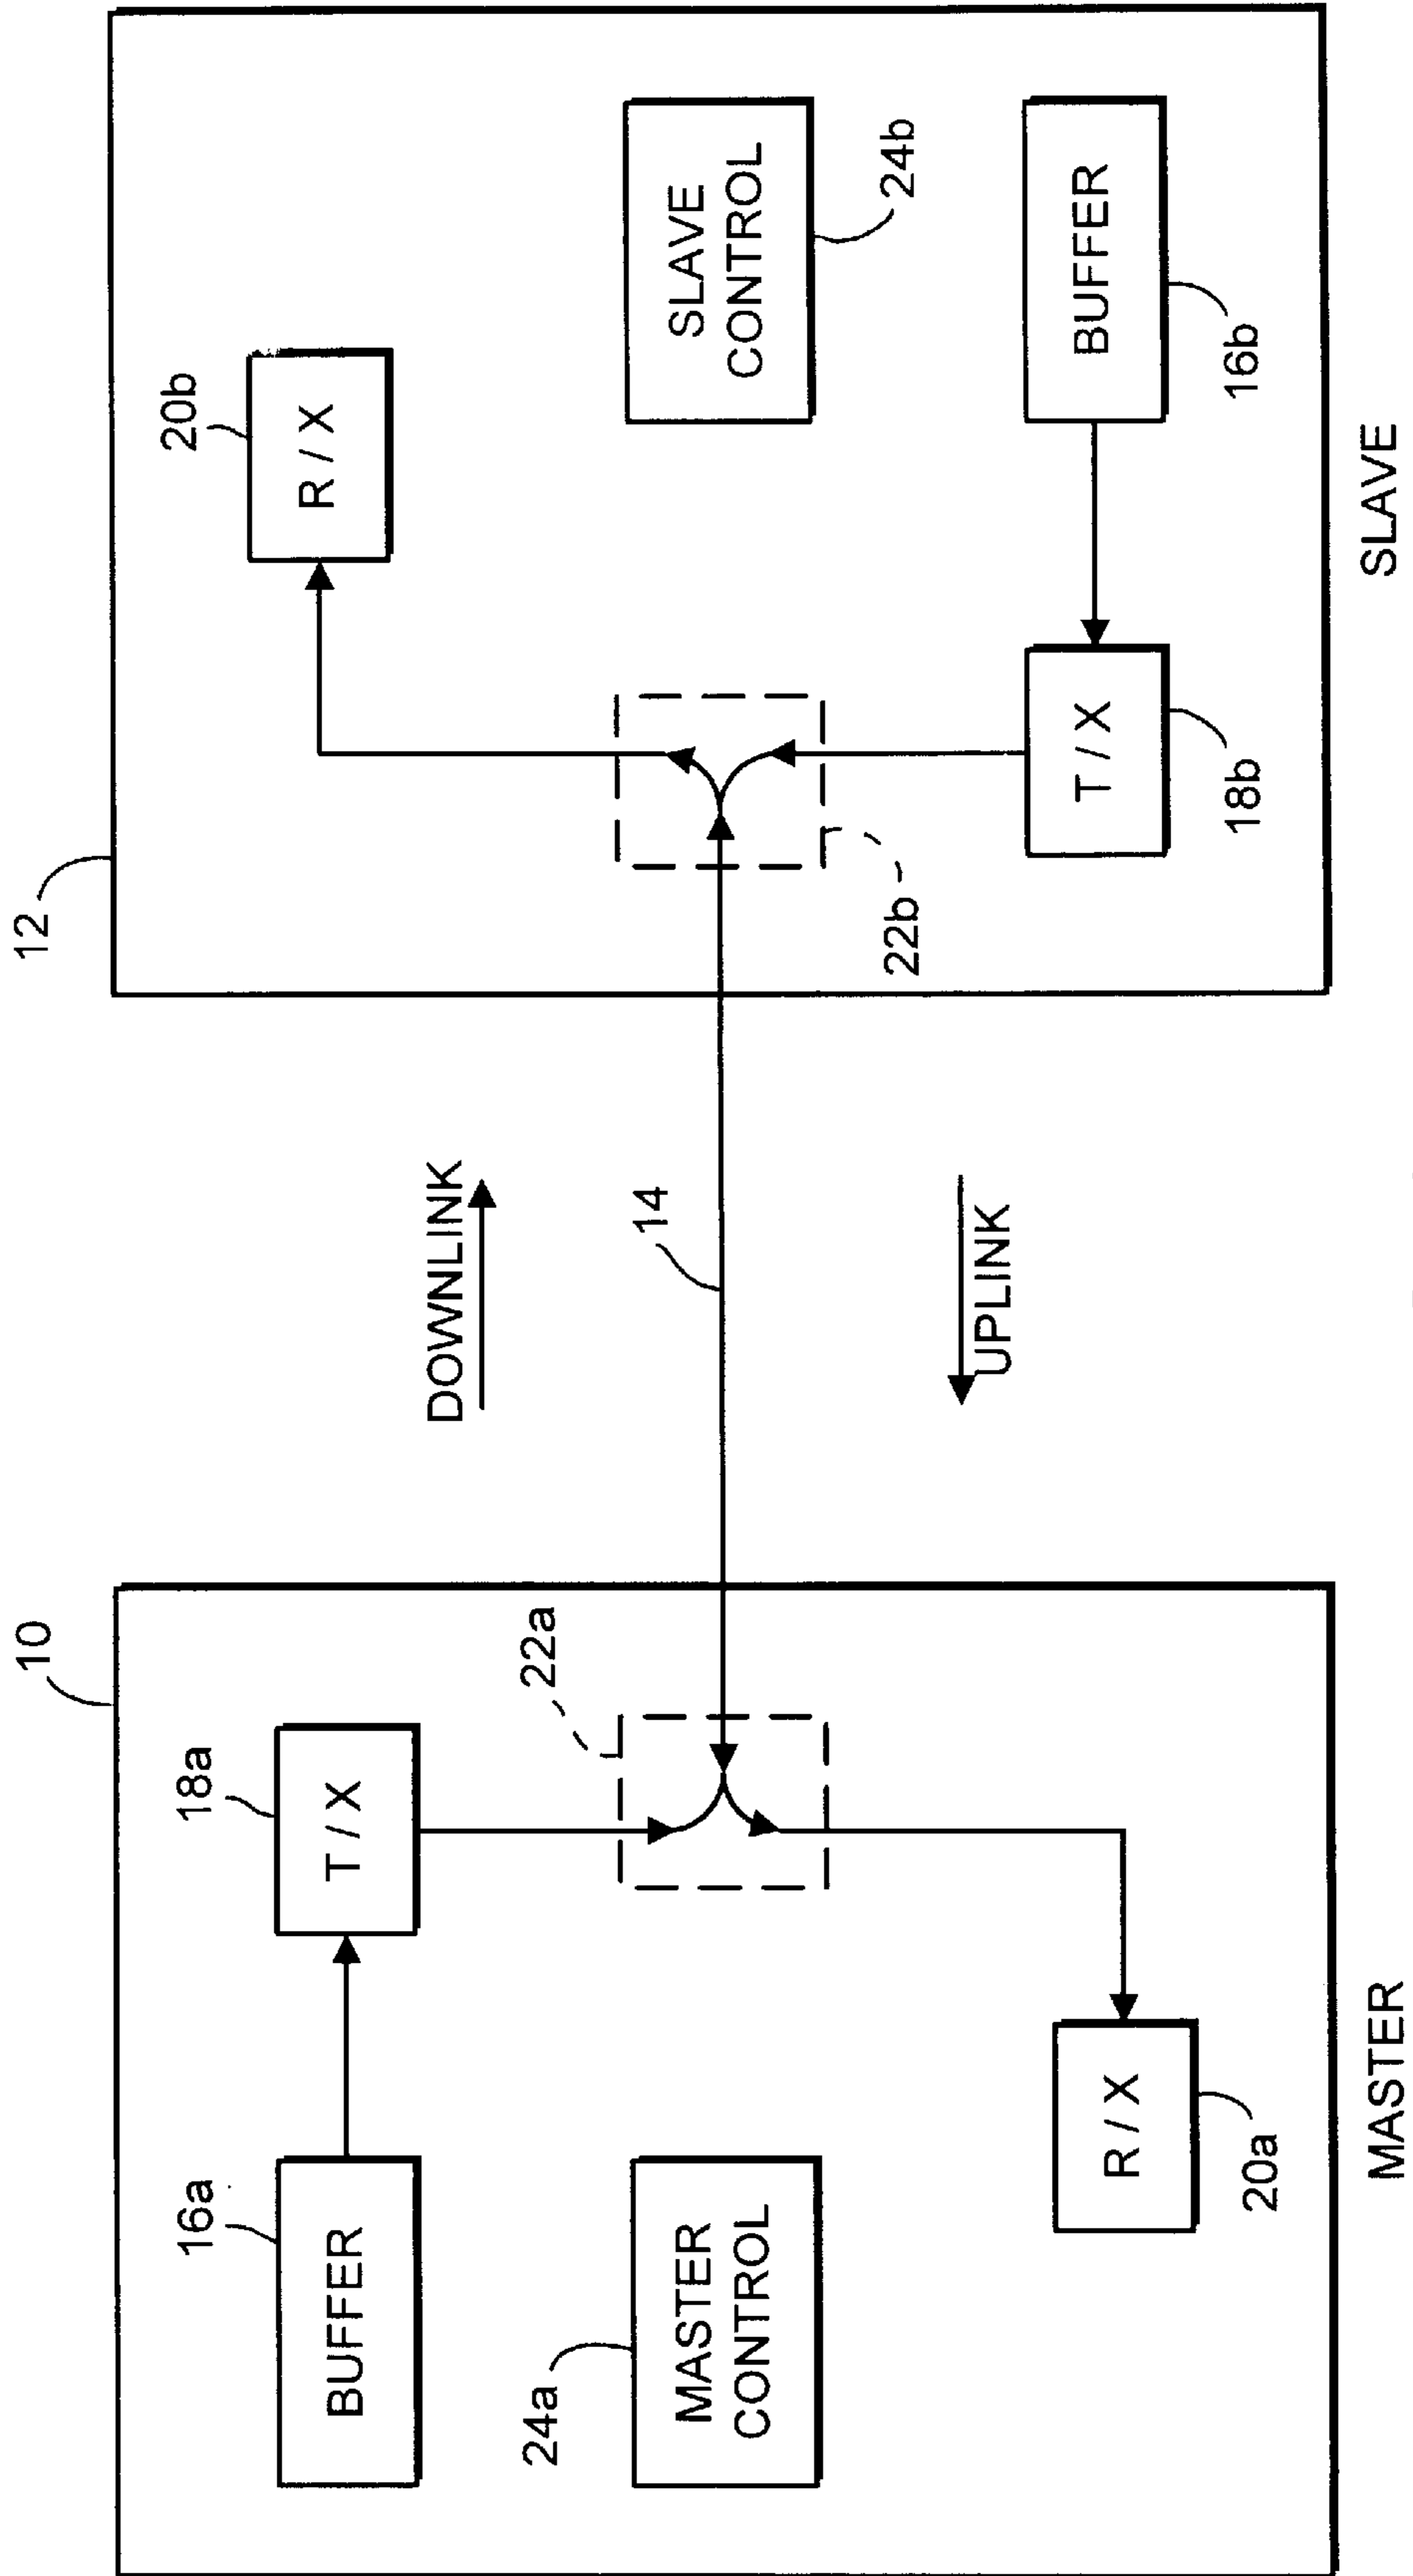 10
16a
BUFFER
18a
T / X
22a
24a
MASTER
CONTROL
R / X
20a
MASTER
DOWNLINK
14
UPLINK
12
20b
R / X
SLAVE
CONTROL
24b
22b
T / X
18b
BUFFER
16b
SLAVE